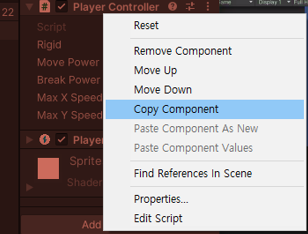 Display 1
22
Player Controller
Script
Rigid
Move Power
Break Power
Max X Speed
Max Y Speed
Player
Sprite
Shader
Add
Reset
Remove Component
Move Up
Move Down
Copy Component
Paste Component As New
Paste Component Values
Find References In Scene
Properties...
Edit Script